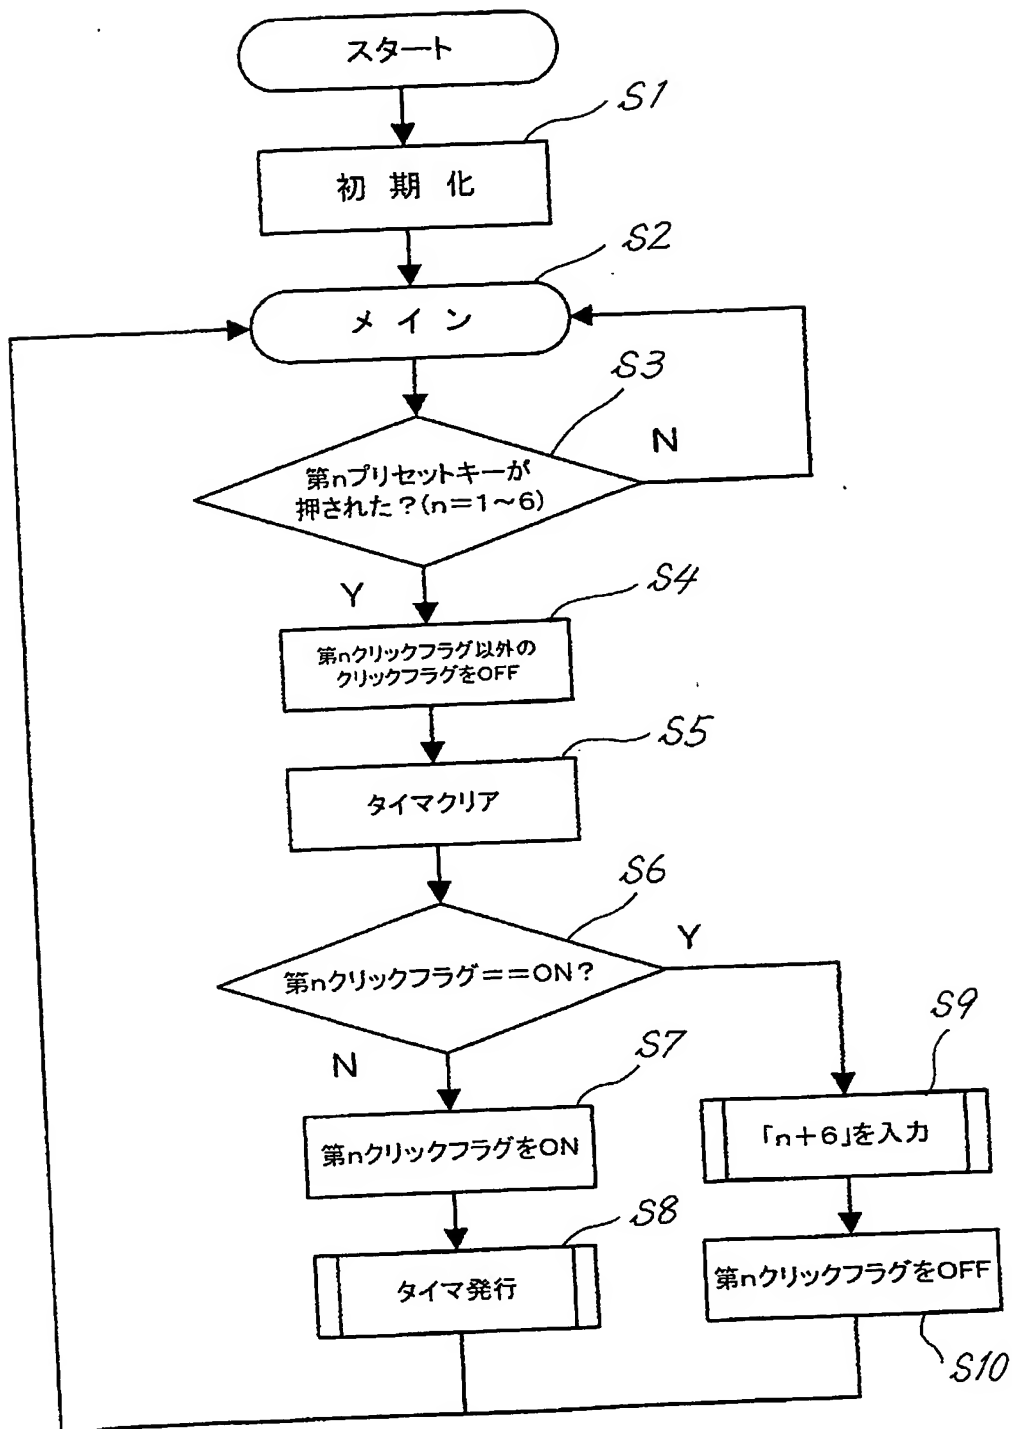 スタート
S1
初期化
S2
メイン
S3
N
第nプリセットキーが
押された？(n＝1～6)
Y
S4
第nクリックフラグ以外の
クリックフラグをOFF
S5
タイマクリア
S6
Y
第nクリックフラグ＝＝ON？
N
S7
S9
第nクリックフラグをON
「n＋6」を入力
S8
タイマ発行
第nクリックフラグをOFF
S10